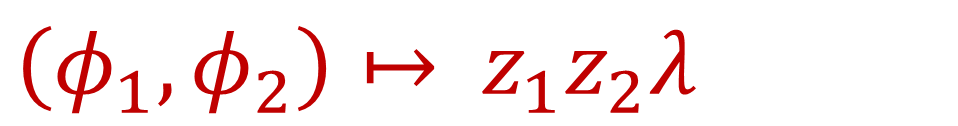 (𝜙₁, 𝜙₂) ↦ 𝑧₁𝑧₂𝜆